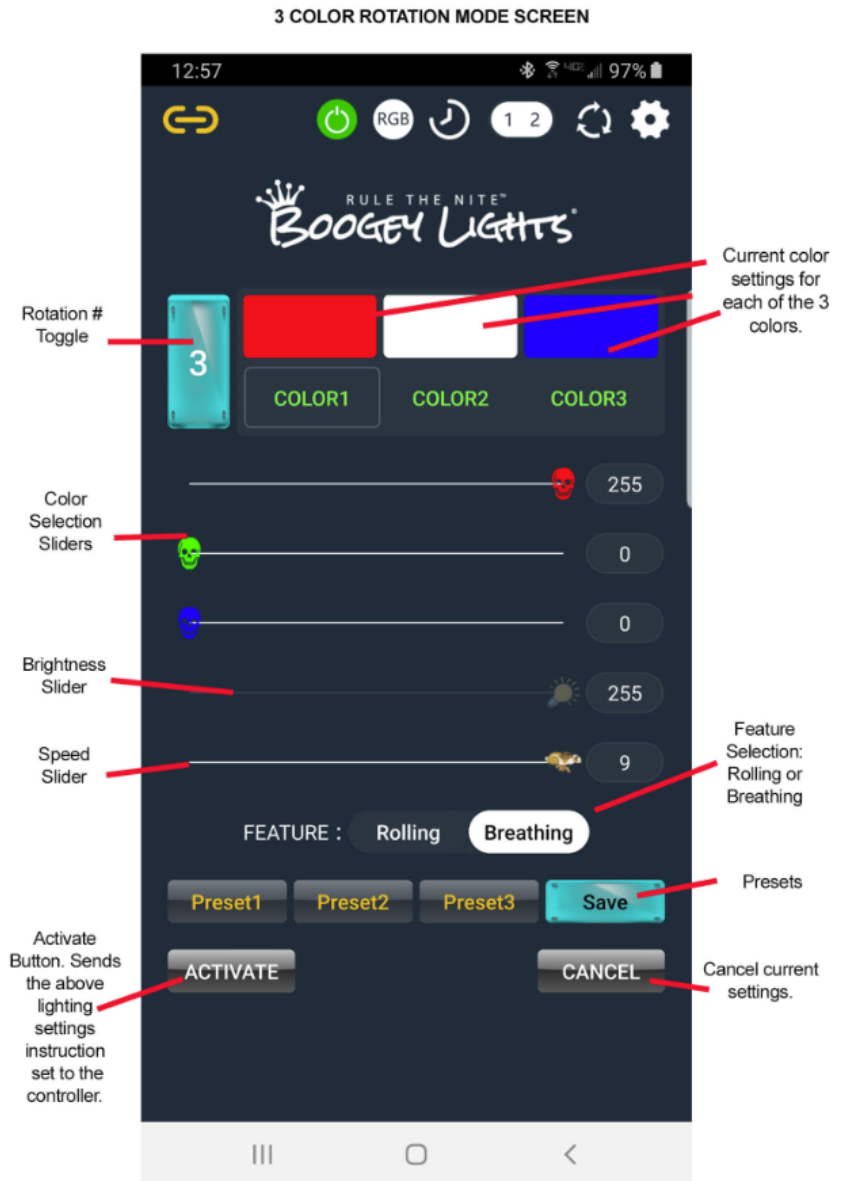 3 COLOR ROTATION MODE SCREEN
12:57
4GE 97%
RGB
1 2
RULE THE NITE™
BOOGEY LIGHTS®
Current color
settings for
each of the 3
colors.
Rotation #
Toggle
3
COLOR1 COLOR2 COLOR3
Color
Selection
Sliders
255
0
0
Brightness
Slider
255
Speed
Slider
9
Feature
Selection:
Rolling or
Breathing
FEATURE : Rolling Breathing
Preset1 Preset2 Preset3 Save
Presets
Activate
Button. Sends
the above
lighting
settings
instruction
set to the
controller.
ACTIVATE CANCEL
Cancel current
settings.